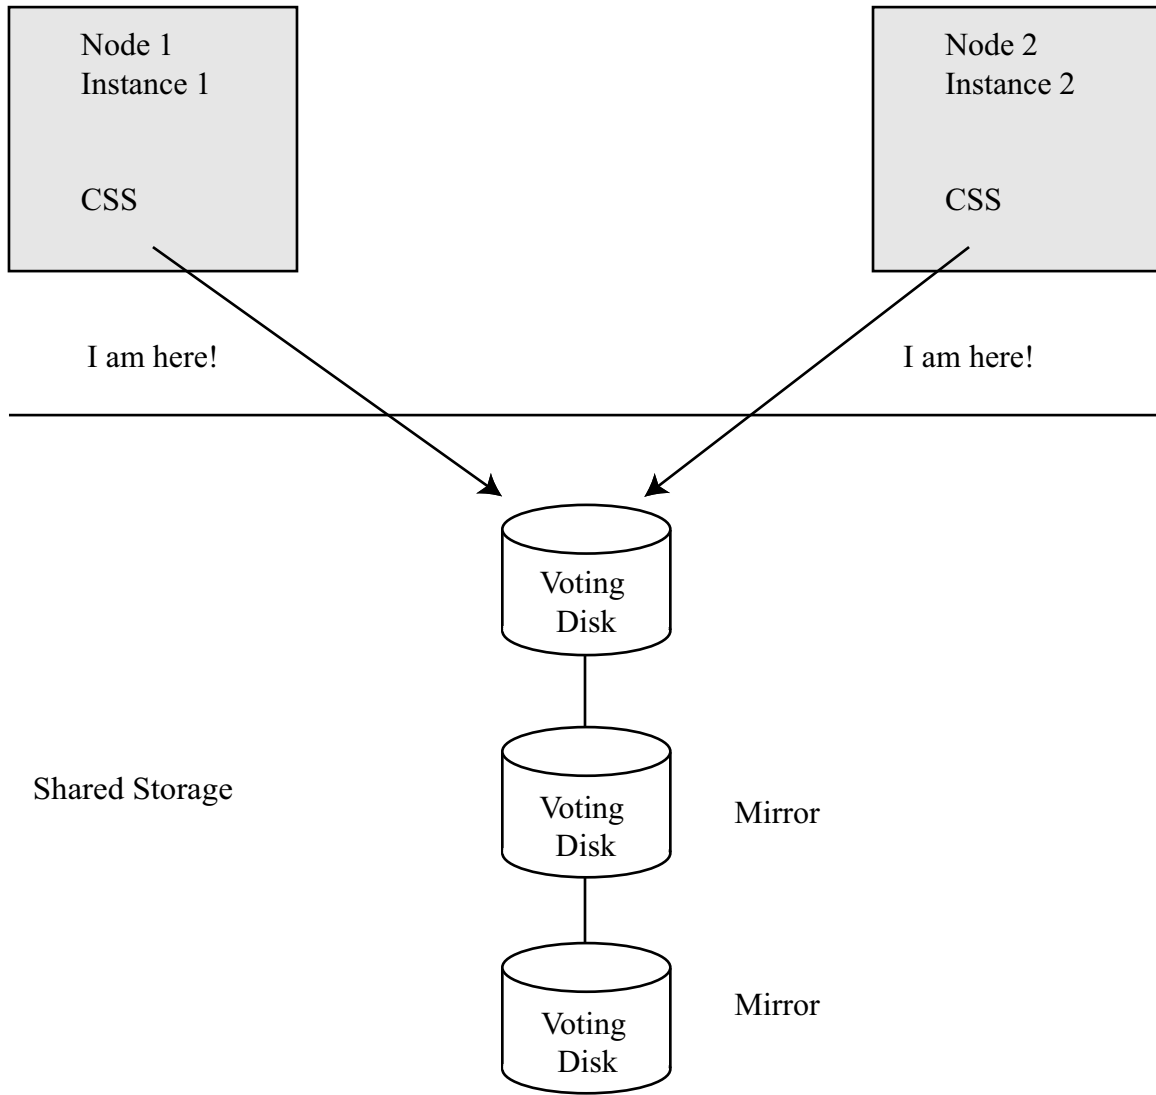 Node 1
Instance 1
CSS
Node 2
Instance 2
CSS
I am here!
I am here!
Voting
Disk
Shared Storage
Voting
Disk
Mirror
Voting
Disk
Mirror